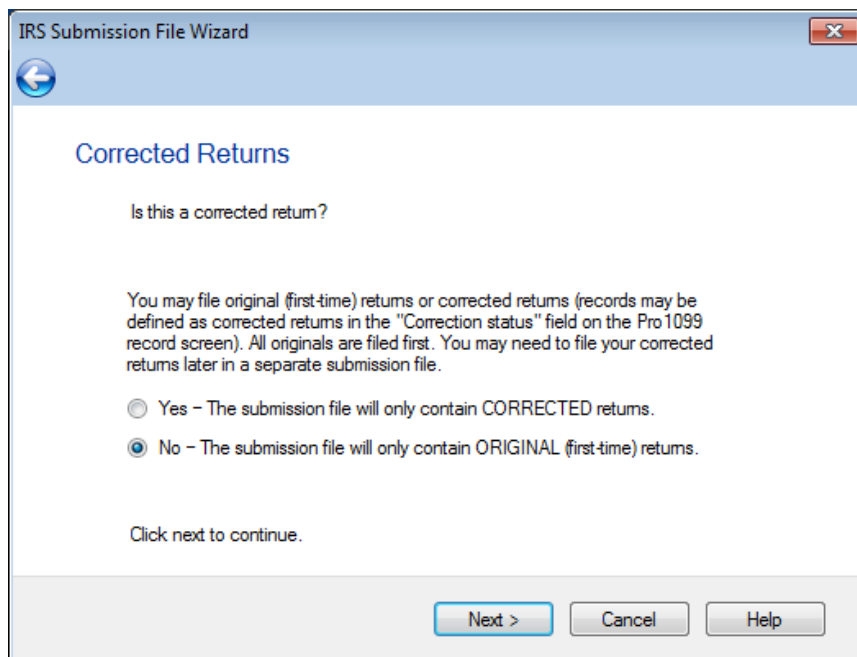 IRS Submission File Wizard
Corrected Returns
Is this a corrected return?
You may file original (first-time) returns or corrected returns (records may be
defined as corrected returns in the "Correction status" field on the Pro1099
record screen). All originals are filed first. You may need to file your corrected
returns later in a separate submission file.
Yes – The submission file will only contain CORRECTED returns.
No – The submission file will only contain ORIGINAL (first-time) returns.
Click next to continue.
Next >
Cancel
Help